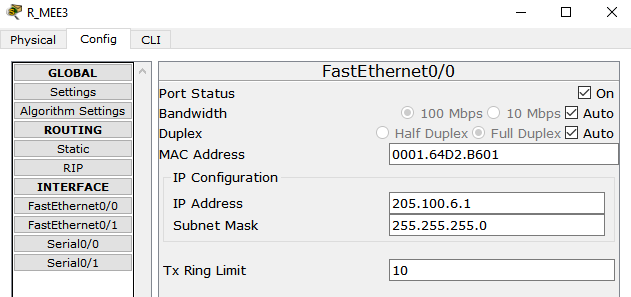 R_MEE3
Physical Config CLI
GLOBAL
Settings
Algorithm Settings
ROUTING
Static
RIP
INTERFACE
FastEthernet0/0
FastEthernet0/1
Serial0/0
Serial0/1
FastEthernet0/0
Port Status On
Bandwidth 100 Mbps 10 Mbps Auto
Duplex Half Duplex Full Duplex Auto
MAC Address 0001.64D2.B601
IP Configuration
IP Address 205.100.6.1
Subnet Mask 255.255.255.0
Tx Ring Limit 10